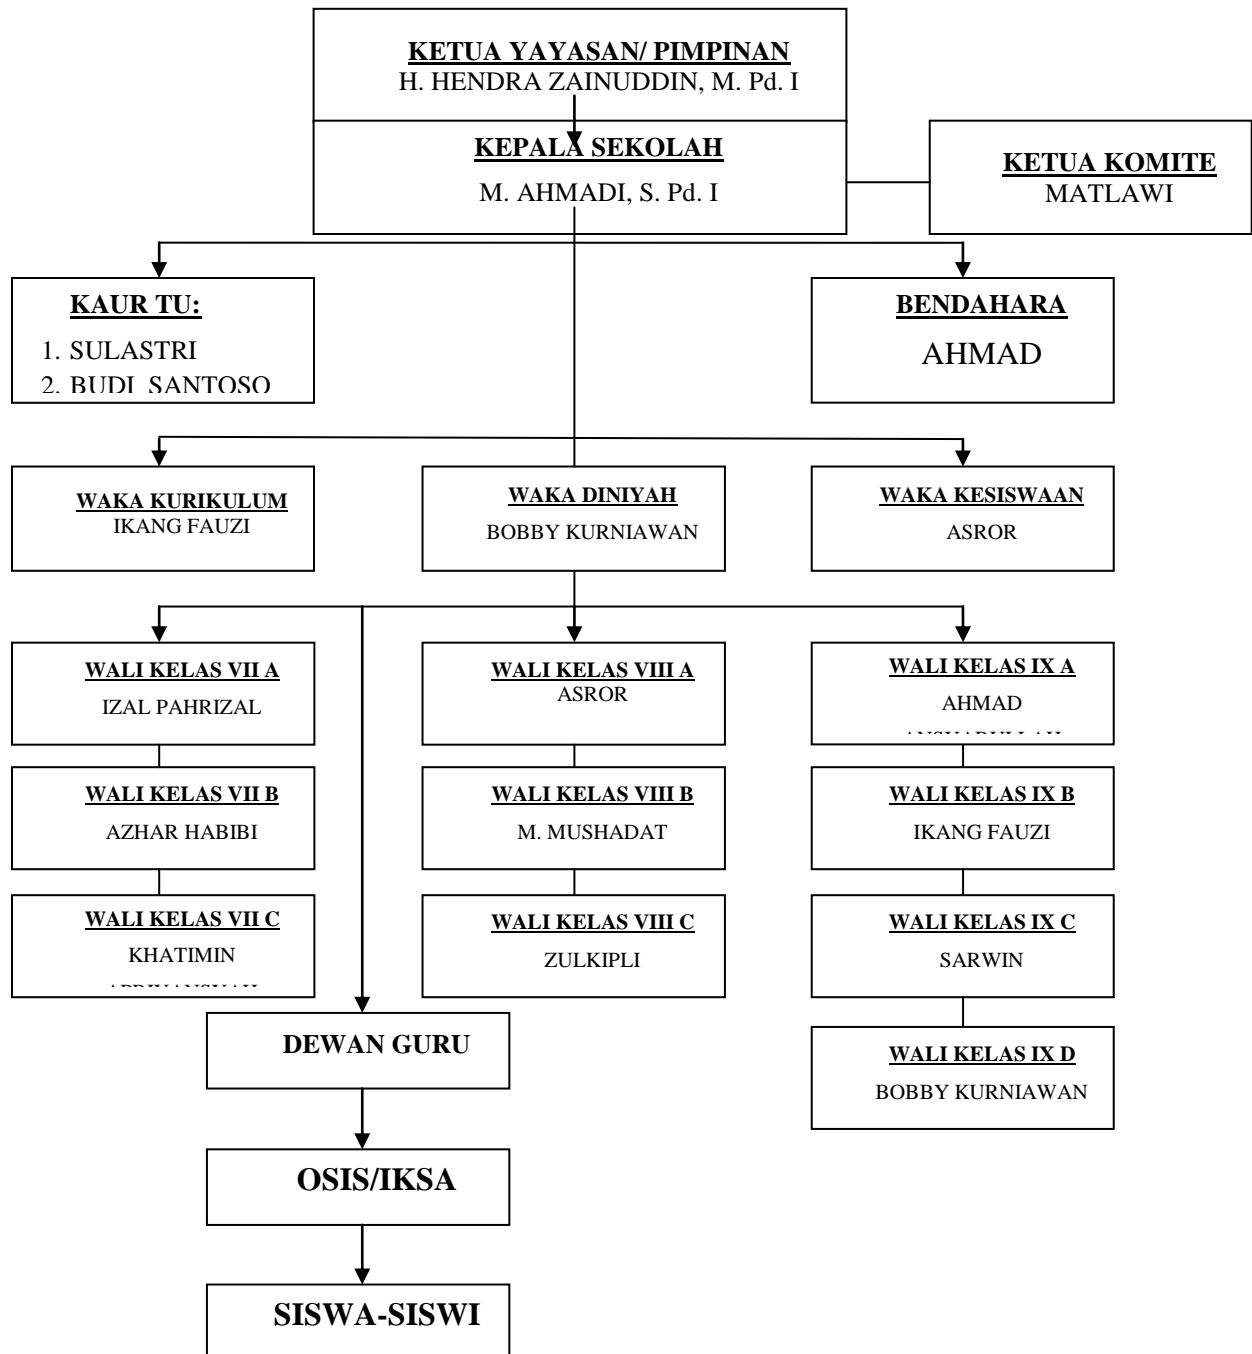 KETUA YAYASAN/ PIMPINAN
H. HENDRA ZAINUDDIN, M. Pd. I
KEPALA SEKOLAH
M. AHMADI, S. Pd. I
KETUA KOMITE
MATLAWI
KAUR TU:
1. SULASTRI
2. BUDI SANTOSO
BENDAHARA
AHMAD
WAKA KURIKULUM
IKANG FAUZI
WAKA DINIYAH
BOBBY KURNIAWAN
WAKA KESISWAAN
ASROR
WALI KELAS VII A
IZAL PAHRIZAL
WALI KELAS VIII A
ASROR
WALI KELAS IX A
AHMAD
WALI KELAS VII B
AZHAR HABIBI
WALI KELAS VIII B
M. MUSHADAT
WALI KELAS IX B
IKANG FAUZI
WALI KELAS VII C
KHATIMIN
WALI KELAS VIII C
ZULKIPLI
WALI KELAS IX C
SARWIN
DEWAN GURU
WALI KELAS IX D
BOBBY KURNIAWAN
OSIS/IKSA
SISWA-SISWI